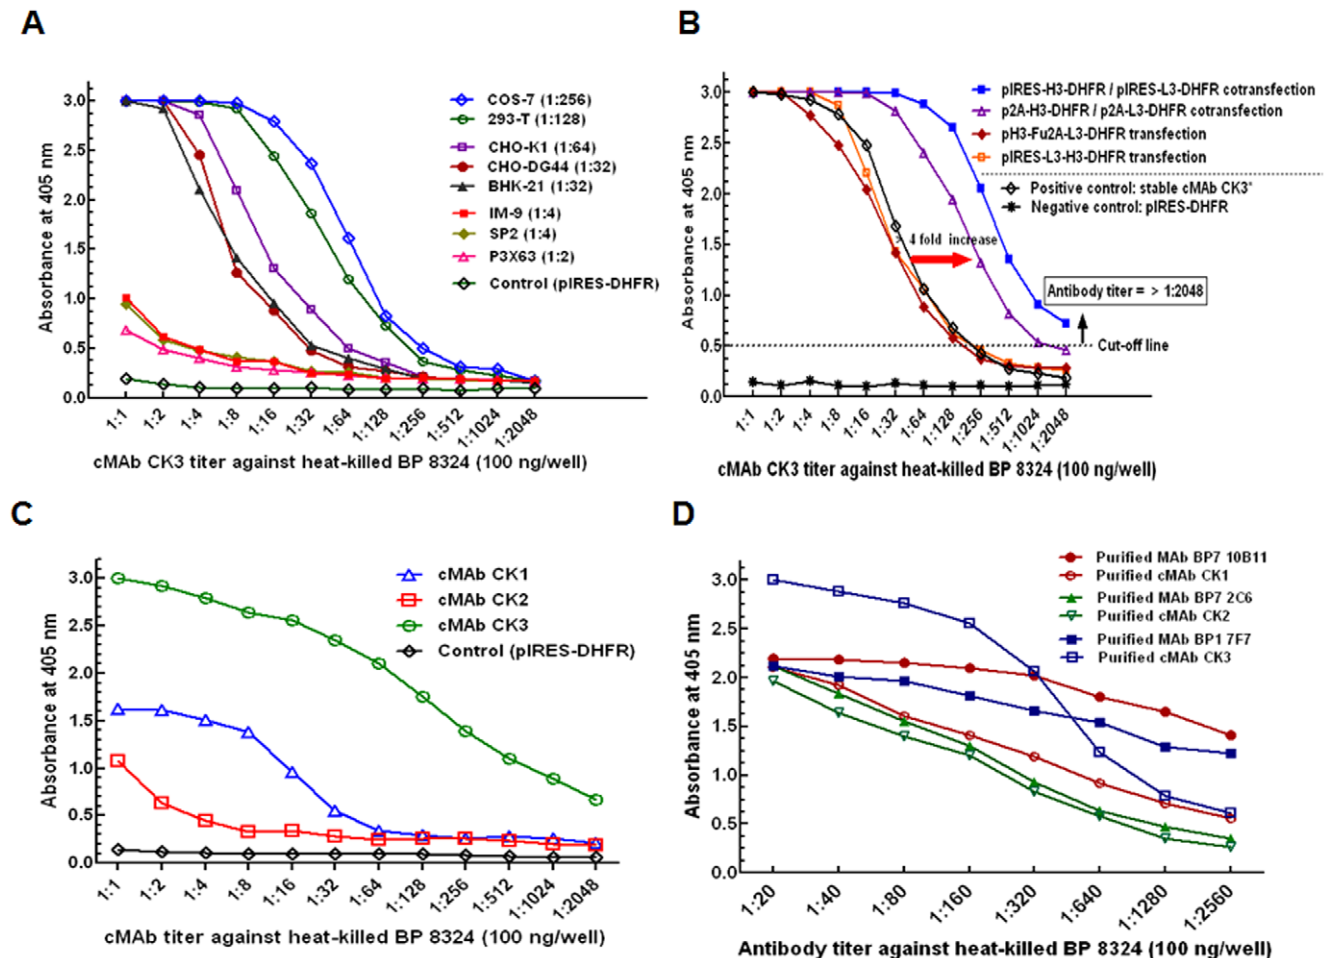 A
Absorbance at 405 nm
3.0
2.5
2.0
1.5
1.0
0.5
0.0
COS-7 (1:256)
293-T (1:128)
CHO-K1 (1:64)
CHO-DG44 (1:32)
BHK-21 (1:32)
IM-9 (1:4)
SP2 (1:4)
P3X63 (1:2)
Control (pIRES-DHFR)
1:1 1:2 1:4 1:8 1:16 1:32 1:64 1:128 1:256 1:512 1:1024 1:2048
cMAb CK3 titer against heat-killed BP 8324 (100 ng/well)
B
Absorbance at 405 nm
3.0
2.5
2.0
1.5
1.0
0.5
0.0
pIRES-H3-DHFR / pIRES-L3-DHFR cotransfection
p2A-H3-DHFR / p2A-L3-DHFR cotransfection
pH3-Fu2A-L3-DHFR transfection
pIRES-L3-H3-DHFR transfection
Positive control: stable cMAb CK3*
Negative control: pIRES-DHFR
> 4 fold increase
Antibody titer = > 1:2048
Cut-off line
1:1 1:2 1:4 1:8 1:16 1:32 1:64 1:128 1:256 1:512 1:1024 1:2048
cMAb CK3 titer against heat-killed BP 8324 (100 ng/well)
C
Absorbance at 405 nm
3.0
2.5
2.0
1.5
1.0
0.5
0.0
cMAb CK1
cMAb CK2
cMAb CK3
Control (pIRES-DHFR)
1:1 1:2 1:4 1:8 1:16 1:32 1:64 1:128 1:256 1:512 1:1024 1:2048
cMAb titer against heat-killed BP 8324 (100 ng/well)
D
Absorbance at 405 nm
3.0
2.5
2.0
1.5
1.0
0.5
0.0
Purified MAb BP7 10B11
Purified cMAb CK1
Purified MAb BP7 2C6
Purified cMAb CK2
Purified MAb BP1 7F7
Purified cMAb CK3
1:20 1:40 1:80 1:160 1:320 1:640 1:1280 1:2560
Antibody titer against heat-killed BP 8324 (100 ng/well)